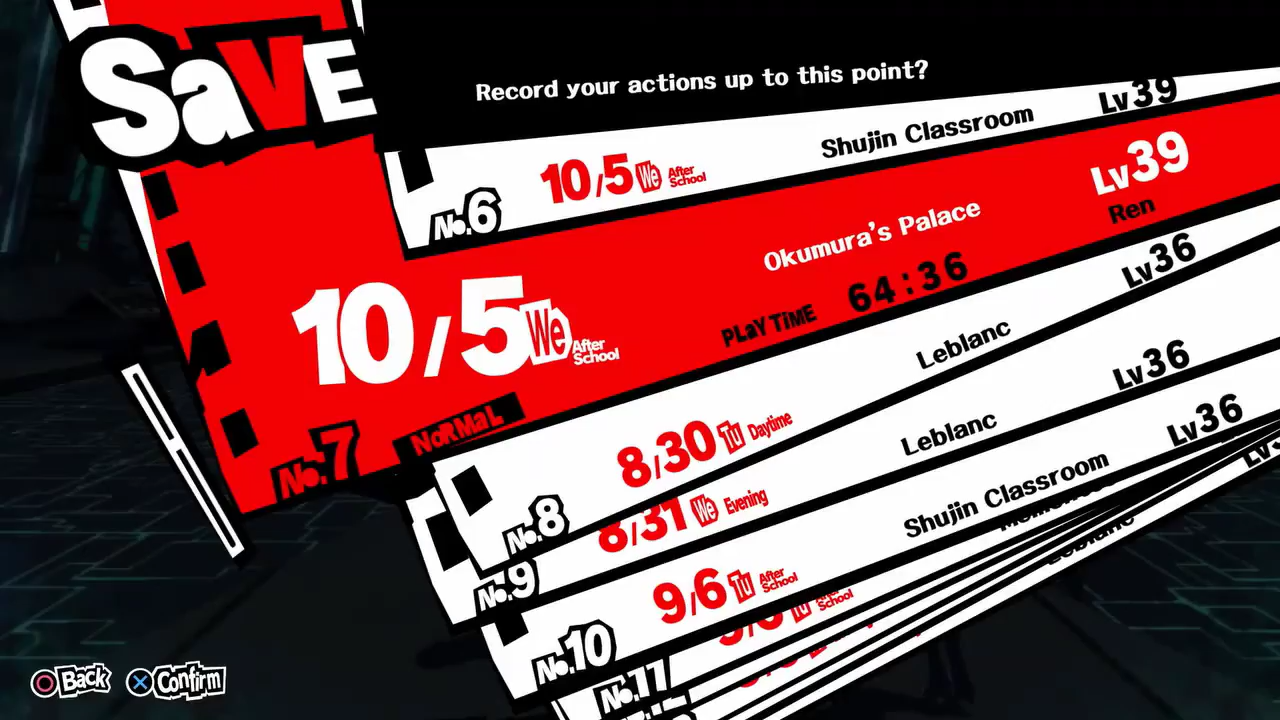 SaVE
Record your actions up to this point?
No.6 10/5 We After School Shujin Classroom Lv39
No.7 10/5 We After School Okumura's Palace Lv39
PLaY TiME 64:36 Ren
NoRMaL
No.8 8/30 Tu Daytime Leblanc Lv36
No.9 8/31 We Evening Leblanc Lv36
No.10 9/6 Tu After School Shujin Classroom Lv36
No.11 Tu School
Leblanc
Back Confirm